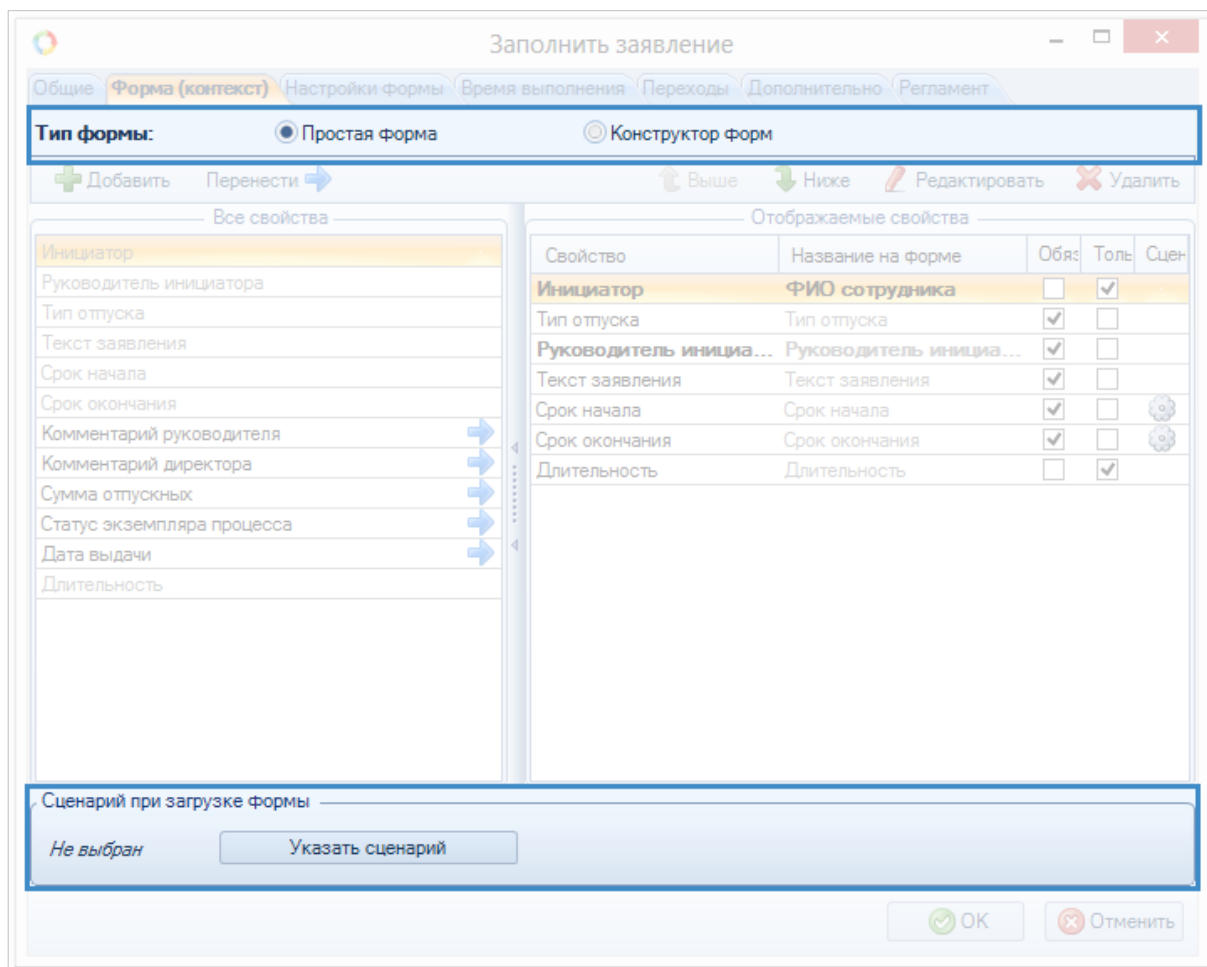 Заполнить заявление
Общие Форма (контекст) Настройки формы Время выполнения Переходы Дополнительно Регламент
Тип формы: Простая форма Конструктор форм
Добавить Перенести Выше Ниже Редактировать Удалить
Все свойства Отображаемые свойства
Инициатор
Руководитель инициатора
Тип отпуска
Текст заявления
Срок начала
Срок окончания
Комментарий руководителя
Комментарий директора
Сумма отпускных
Статус экземпляра процесса
Дата выдачи
Длительность
Свойство Название на форме Обяз Толь Сцен
Инициатор ФИО сотрудника
Тип отпуска Тип отпуска
Руководитель инициа... Руководитель инициа...
Текст заявления Текст заявления
Срок начала Срок начала
Срок окончания Срок окончания
Длительность Длительность
Сценарий при загрузке формы
Не выбран Указать сценарий
OK Отменить